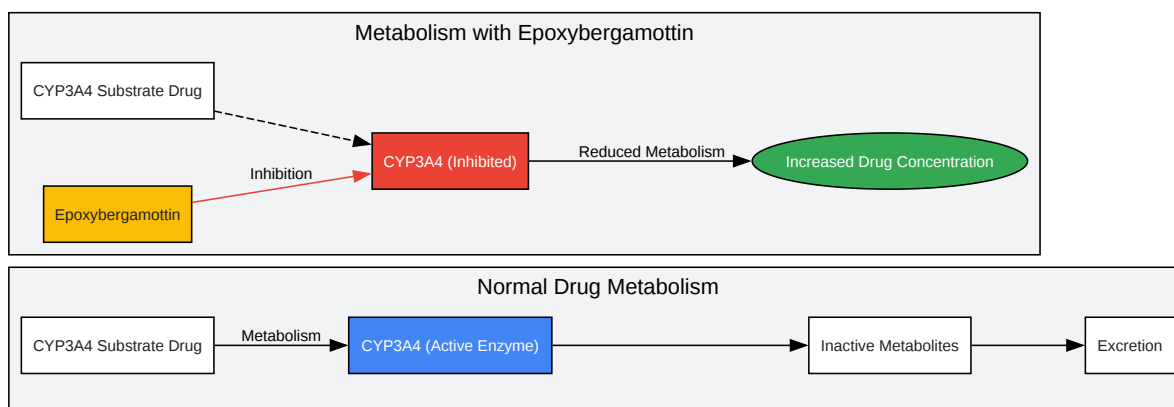 Metabolism with Epoxybergamottin
CYP3A4 Substrate Drug
CYP3A4 (Inhibited)
Reduced Metabolism
Increased Drug Concentration
Inhibition
Epoxybergamottin
Normal Drug Metabolism
CYP3A4 Substrate Drug
Metabolism
CYP3A4 (Active Enzyme)
Inactive Metabolites
Excretion